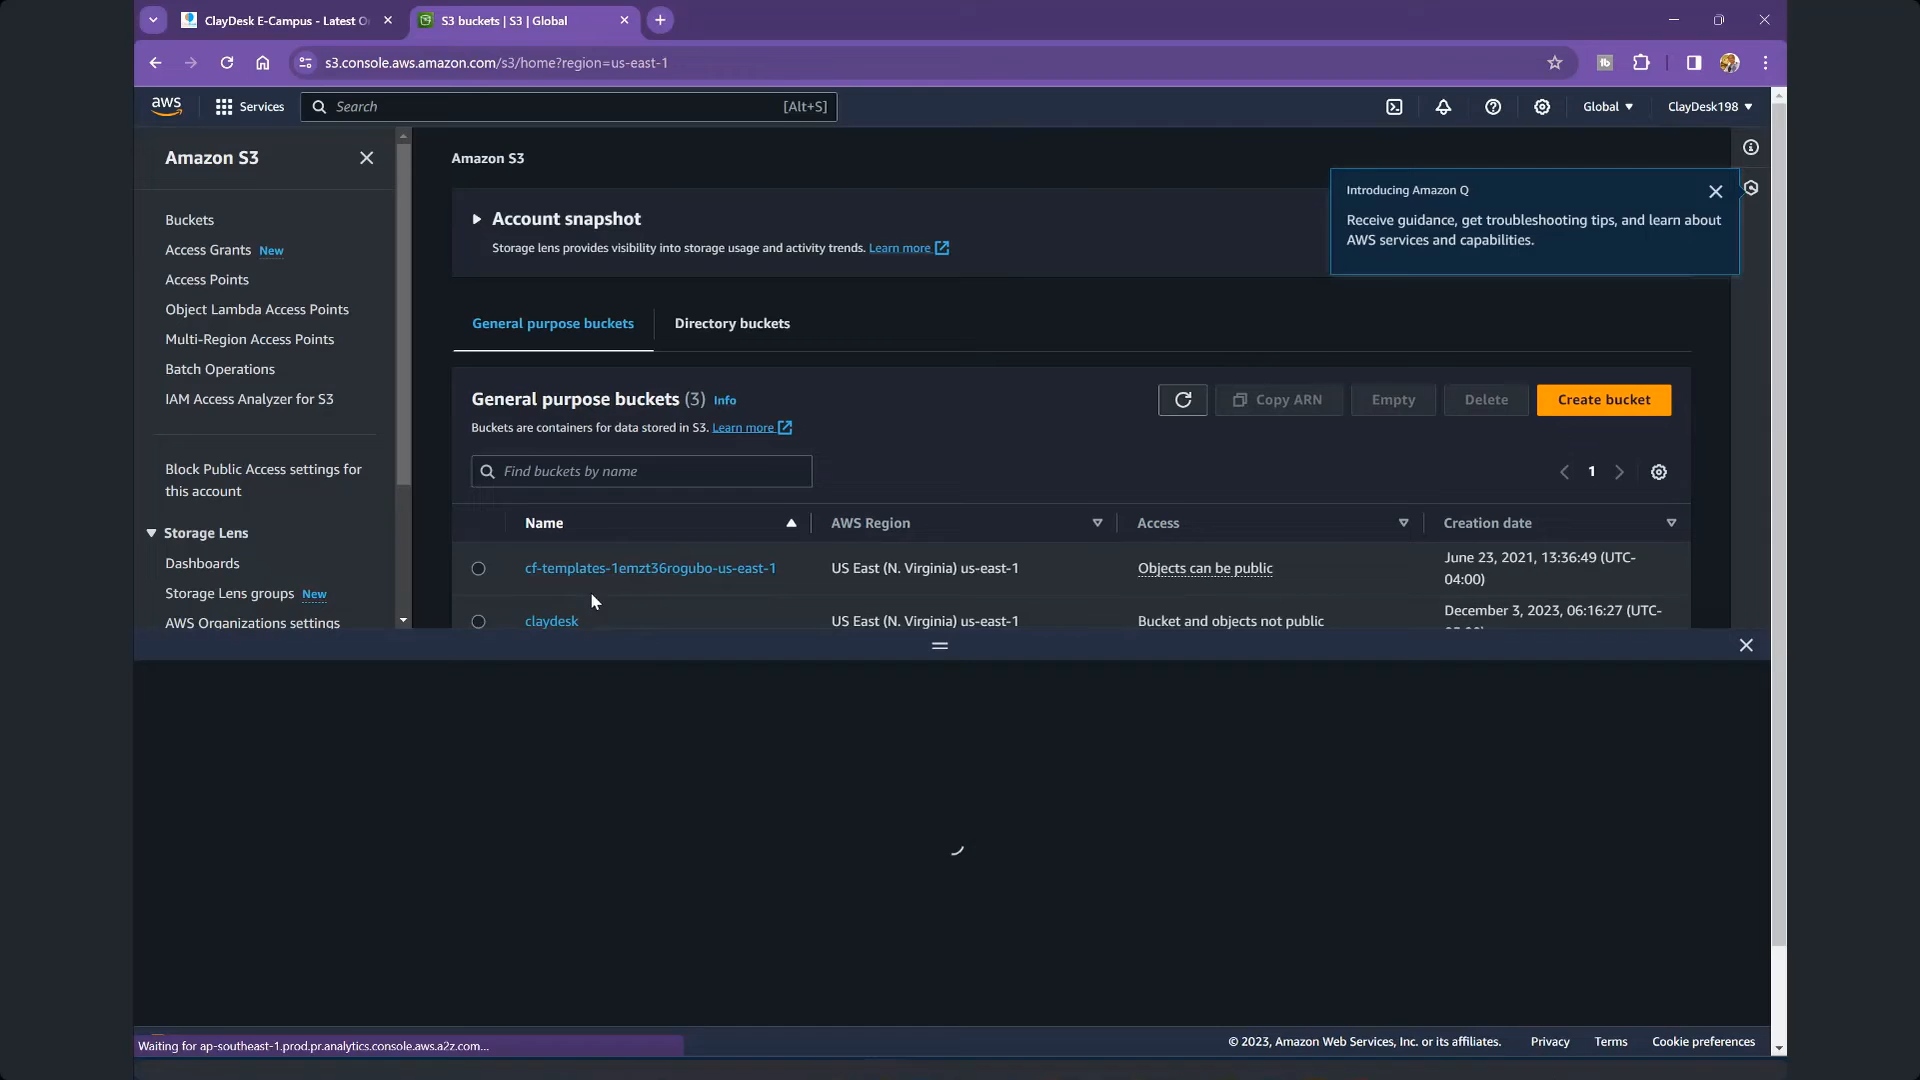 ClayDesk E-Campus - Latest O
S3 buckets | S3 | Global
s3.console.aws.amazon.com/s3/home?region=us-east-1
aws
Services
Search
[Alt+S]
Global
ClayDesk198
Amazon S3
Buckets
Access Grants New
Access Points
Object Lambda Access Points
Multi-Region Access Points
Batch Operations
IAM Access Analyzer for S3
Block Public Access settings for
this account
Storage Lens
Dashboards
Storage Lens groups New
AWS Organizations settings
Amazon S3
Account snapshot
Storage lens provides visibility into storage usage and activity trends. Learn more
Introducing Amazon Q
Receive guidance, get troubleshooting tips, and learn about
AWS services and capabilities.
General purpose buckets
Directory buckets
General purpose buckets (3) Info
Buckets are containers for data stored in S3. Learn more
Copy ARN
Empty
Delete
Create bucket
Find buckets by name
1
Name
AWS Region
Access
Creation date
cf-templates-1emzt36rogubo-us-east-1
US East (N. Virginia) us-east-1
Objects can be public
June 23, 2021, 13:36:49 (UTC-
04:00)
claydesk
US East (N. Virginia) us-east-1
Bucket and objects not public
December 3, 2023, 06:16:27 (UTC-
Waiting for ap-southeast-1.prod.pr.analytics.console.aws.a2z.com...
© 2023, Amazon Web Services, Inc. or its affiliates.
Privacy
Terms
Cookie preferences